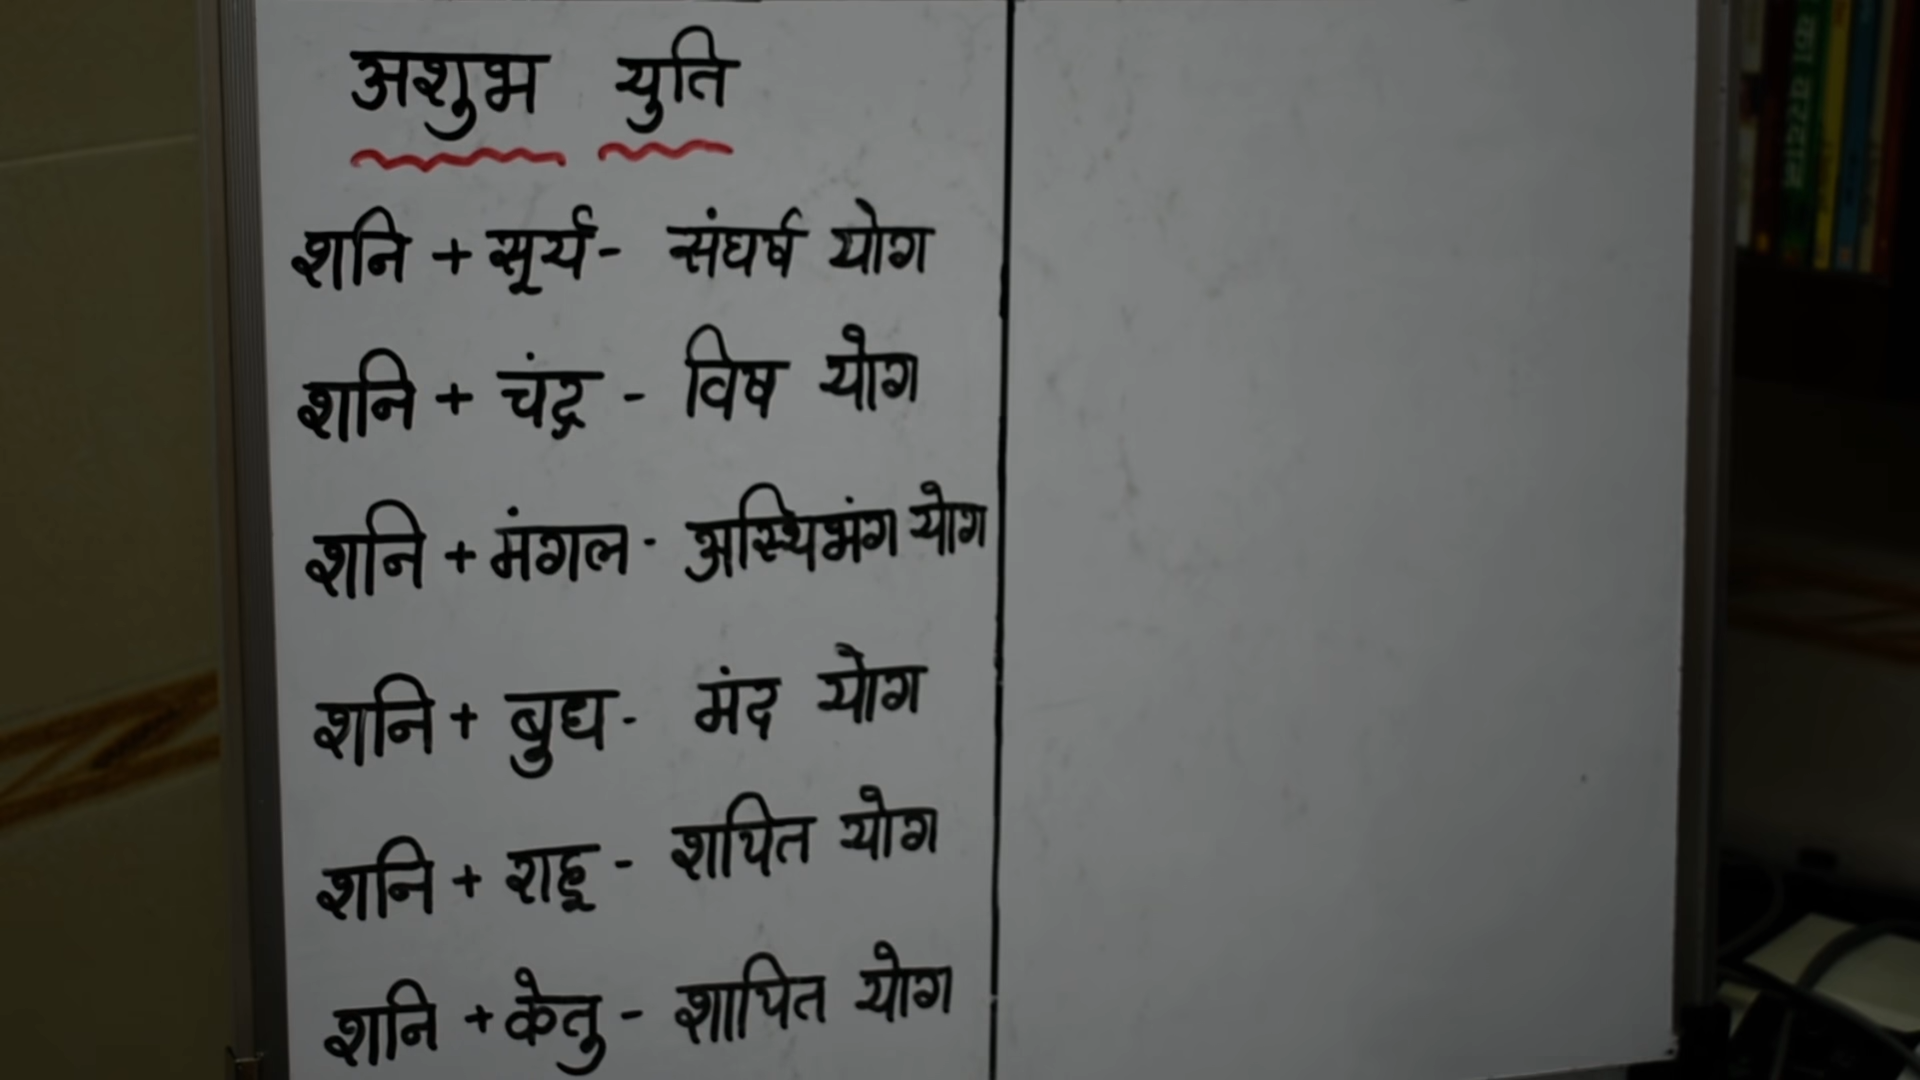 अशुभ युति
शनि + सूर्य - संघर्ष योग
शनि + चंद्र - विष योग
शनि + मंगल - अस्थिभंग योग
शनि + बुध - मंद योग
शनि + राहू - शापित योग
शनि + केतु - शापित योग